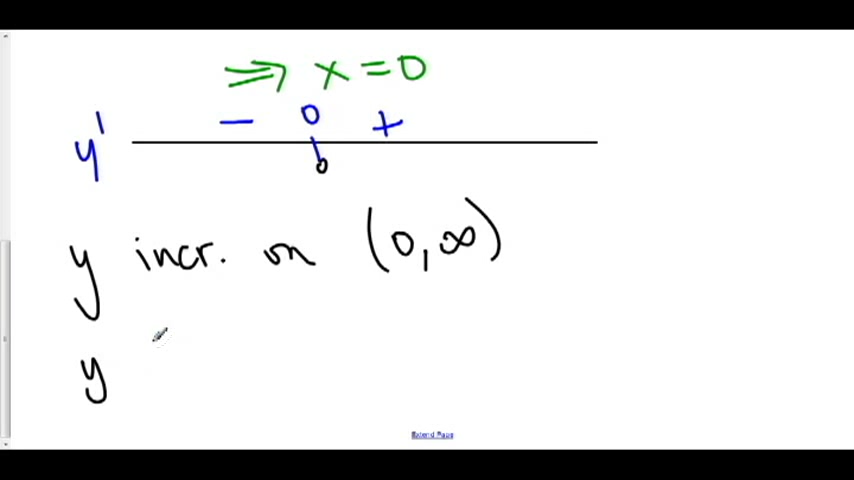 ⇒ x = 0
− 0 +
y'
0
y incr. on (0, ∞)
y
Extend Page